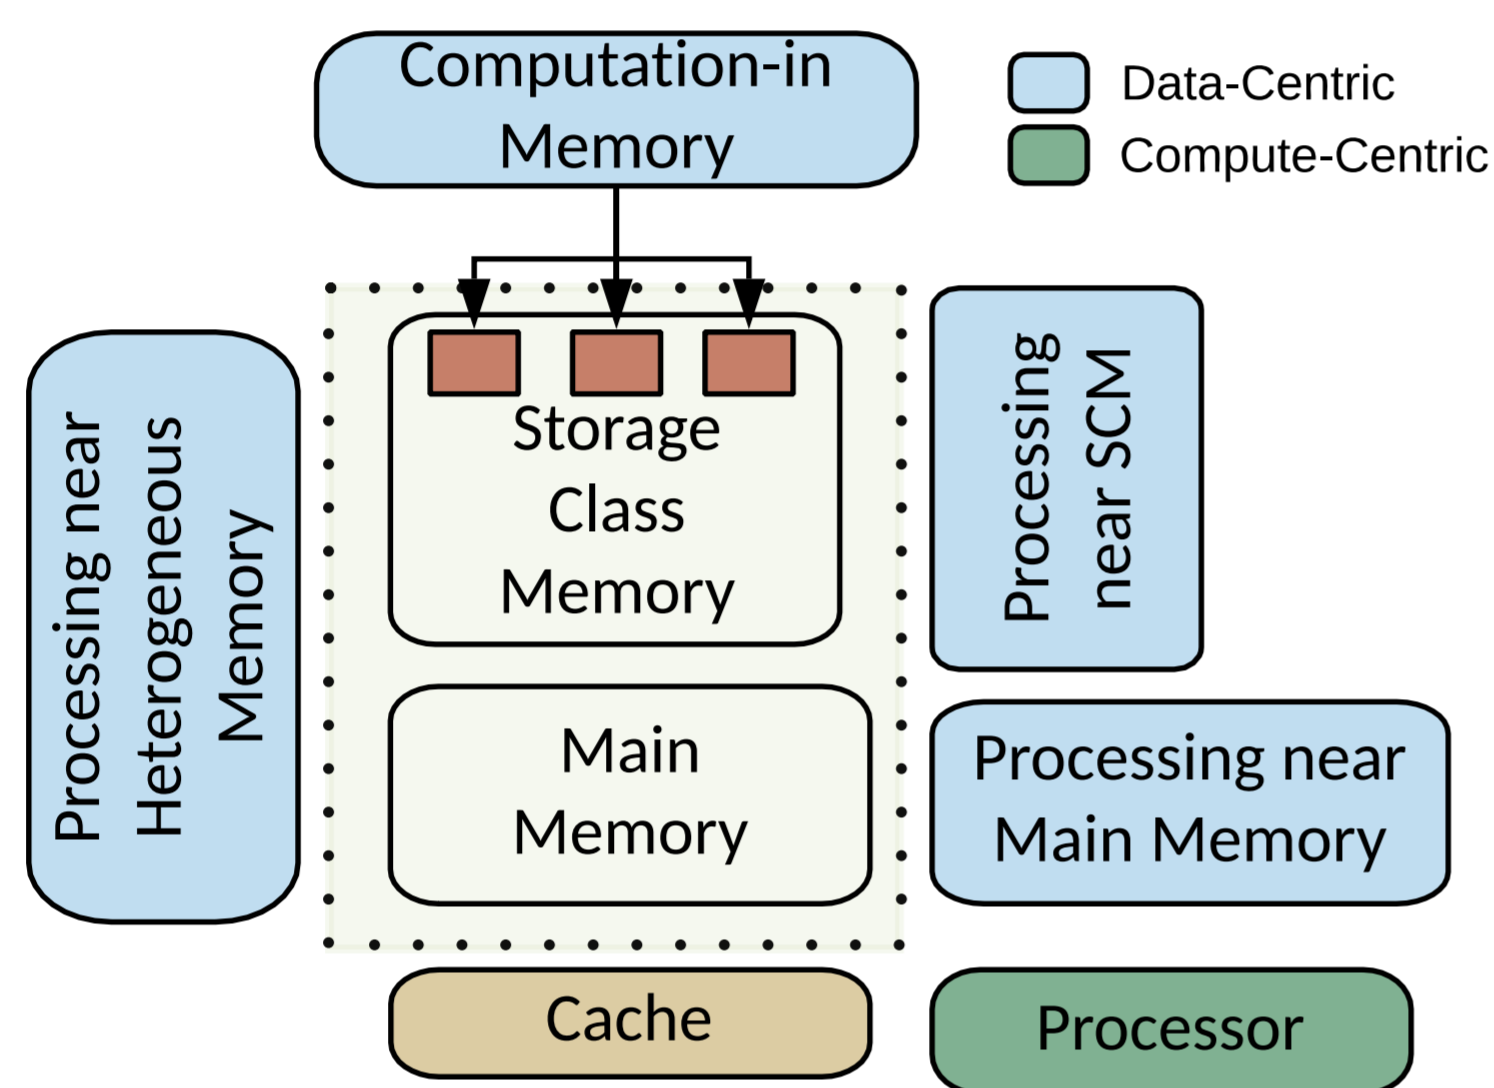 Computation-in
Memory
Data-Centric
Compute-Centric
Processing near
Heterogeneous
Memory
Storage
Class
Memory
Processing
near SCM
Main
Memory
Processing near
Main Memory
Cache
Processor